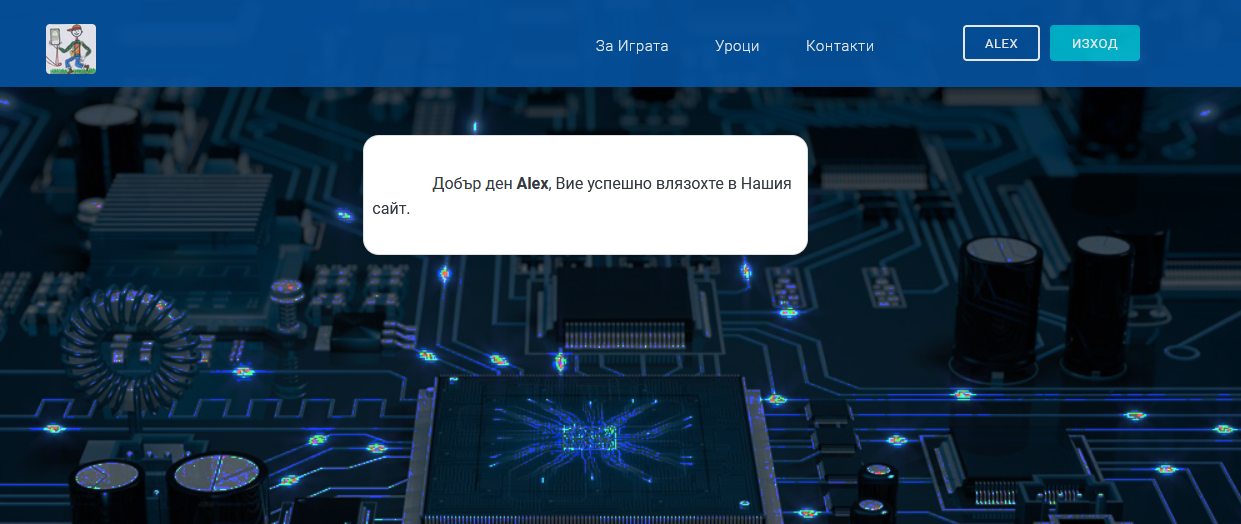 За Играта
Уроци
Контакти
ALEX
ИЗХОД
Добър ден Alex, Вие успешно влязохте в Нашия
сайт.